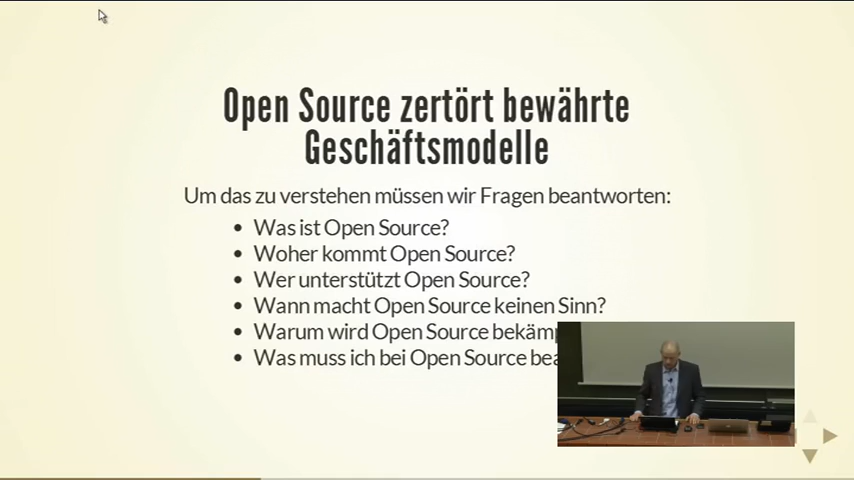 Open Source zertört bewährte
Geschäftsmodelle
Um das zu verstehen müssen wir Fragen beantworten:
Was ist Open Source?
Woher kommt Open Source?
Wer unterstützt Open Source?
Wann macht Open Source keinen Sinn?
Warum wird Open Source
Was muss ich bei Open Source